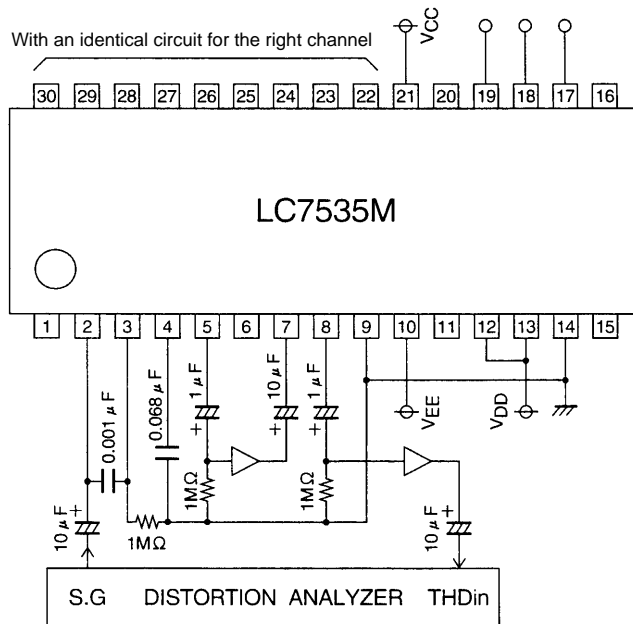 With an identical circuit for the right channel
VCC
30 29 28 27 26 25 24 23 22 21 20 19 18 17 16
LC7535M
1 2 3 4 5 6 7 8 9 10 11 12 13 14 15
0.001 μF
0.068 μF
1 μF
+
10 μF
+
1 μF
+
VEE
VDD
1MΩ
1MΩ
1MΩ
10 μF
+
10 μF
+
S.G DISTORTION ANALYZER THDin